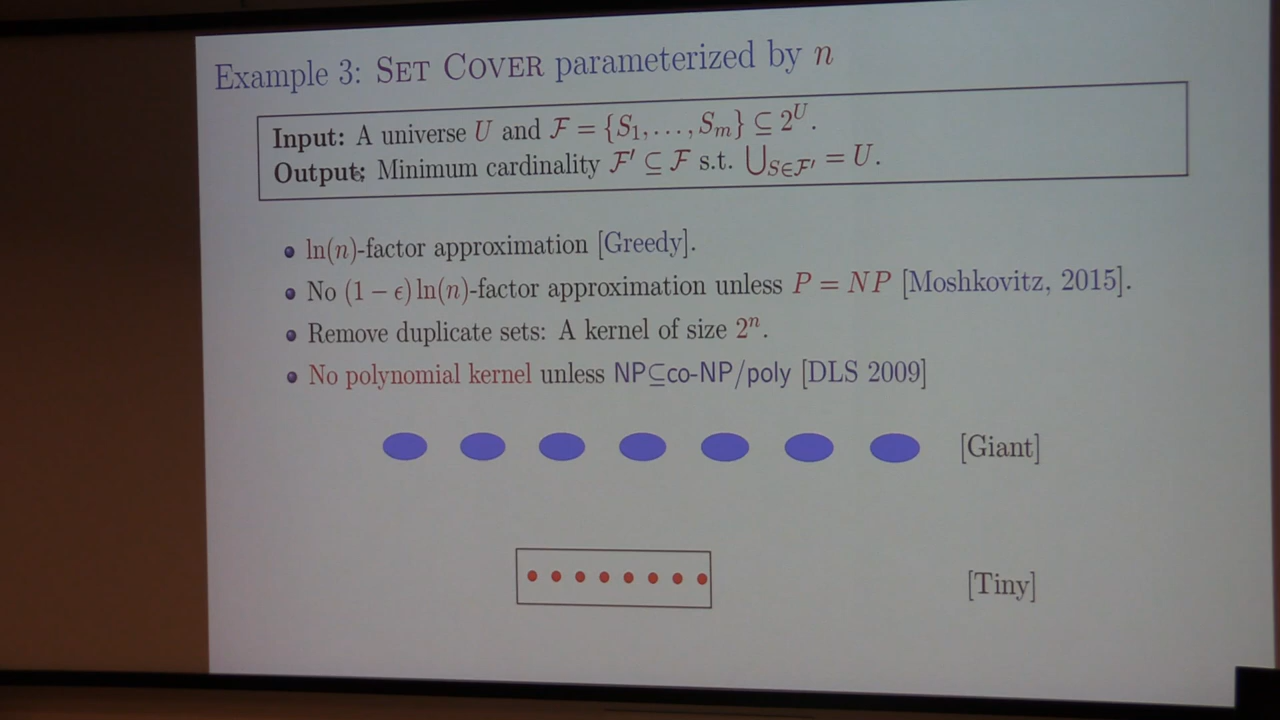 Example 3: SET COVER parameterized by n
Input: A universe U and ℱ = {S₁, . . . , Sₘ} ⊆ 2ᵁ.
Output: Minimum cardinality ℱ′ ⊆ ℱ s.t. ⋃_{S∈ℱ′} = U.
• ln(n)-factor approximation [Greedy].
• No (1 − ϵ) ln(n)-factor approximation unless P = NP [Moshkovitz, 2015].
• Remove duplicate sets: A kernel of size 2ⁿ.
• No polynomial kernel unless NP⊆co-NP/poly [DLS 2009]
[Giant]
[Tiny]